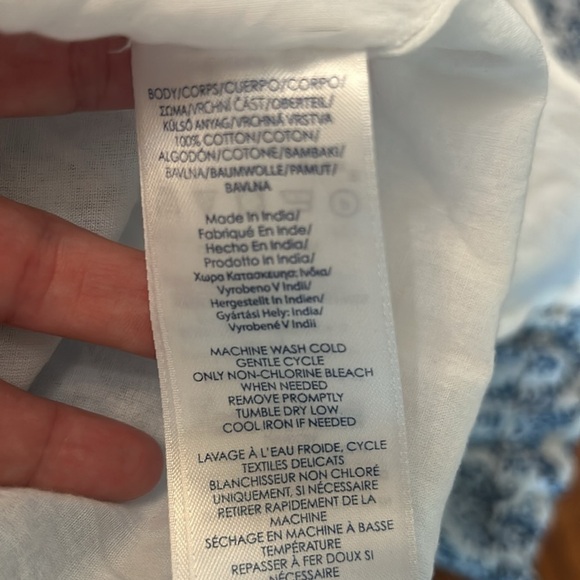 BODY/CORPS/CUERPO/CORPO/
ΣΩΜΑ/VRCHNÍ ČÁST/OBERTEIL/
KÜLSŐ ANYAG/VRCHNÁ VRSTVA
100% COTTON/COTON/
ALGODÓN/COTONE/BAMBAKI/
BAVLNA/BAUMWOLLE/PAMUT/
BAVLNA
Made In India/
Fabriqué En Inde/
Hecho En India/
Prodotto In India/
Χωρα Κατασκευης: Ινδια/
Vyrobeno V Indii/
Hergestellt In Indien/
Gyártási Hely: India/
Vyrobené V Indii
MACHINE WASH COLD
GENTLE CYCLE
ONLY NON-CHLORINE BLEACH
WHEN NEEDED
REMOVE PROMPTLY
TUMBLE DRY LOW
COOL IRON IF NEEDED
LAVAGE À L'EAU FROIDE, CYCLE
TEXTILES DELICATS
BLANCHISSEUR NON CHLORÉ
UNIQUEMENT, SI NÉCESSAIRE
RETIRER RAPIDEMENT DE LA
MACHINE
SÉCHAGE EN MACHINE À BASSE
TEMPÉRATURE
REPASSER À FER DOUX SI
NÉCESSAIRE